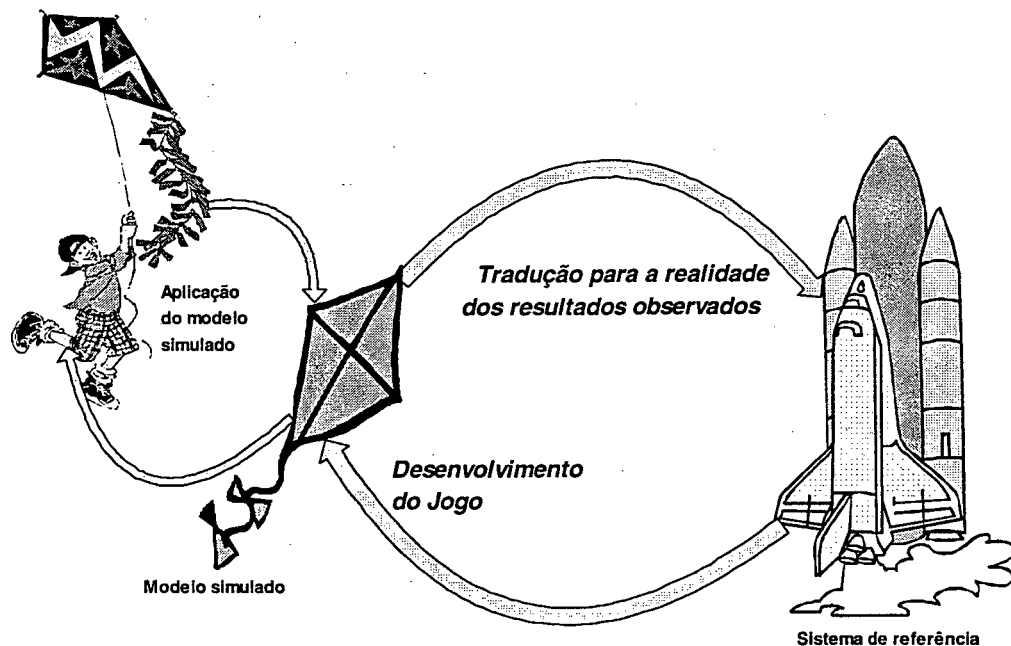 Aplicação
do modelo
simulado
Tradução para a realidade
dos resultados observados
Desenvolvimento
do Jogo
Modelo simulado
Sistema de referência